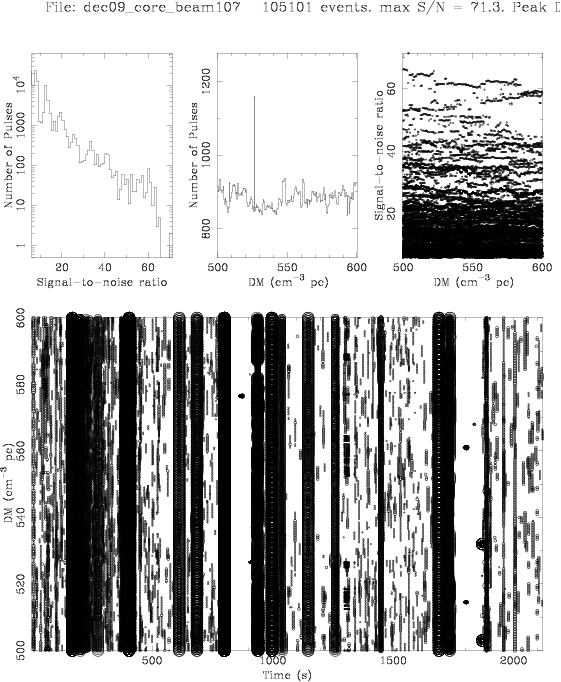 File: dec09_core_beam107 105101 events. max S/N = 71.3. Peak D
Number of Pulses
10⁴
1000
100
10
1
20 40 60
Signal-to-noise ratio
Number of Pulses
1200
1000
800
500 550 600
DM (cm⁻³ pc)
Signal-to-noise ratio
60
40
20
500 550 600
DM (cm⁻³ pc)
DM (cm⁻³ pc)
600
580
560
540
520
500
500 1000 1500 2000
Time (s)